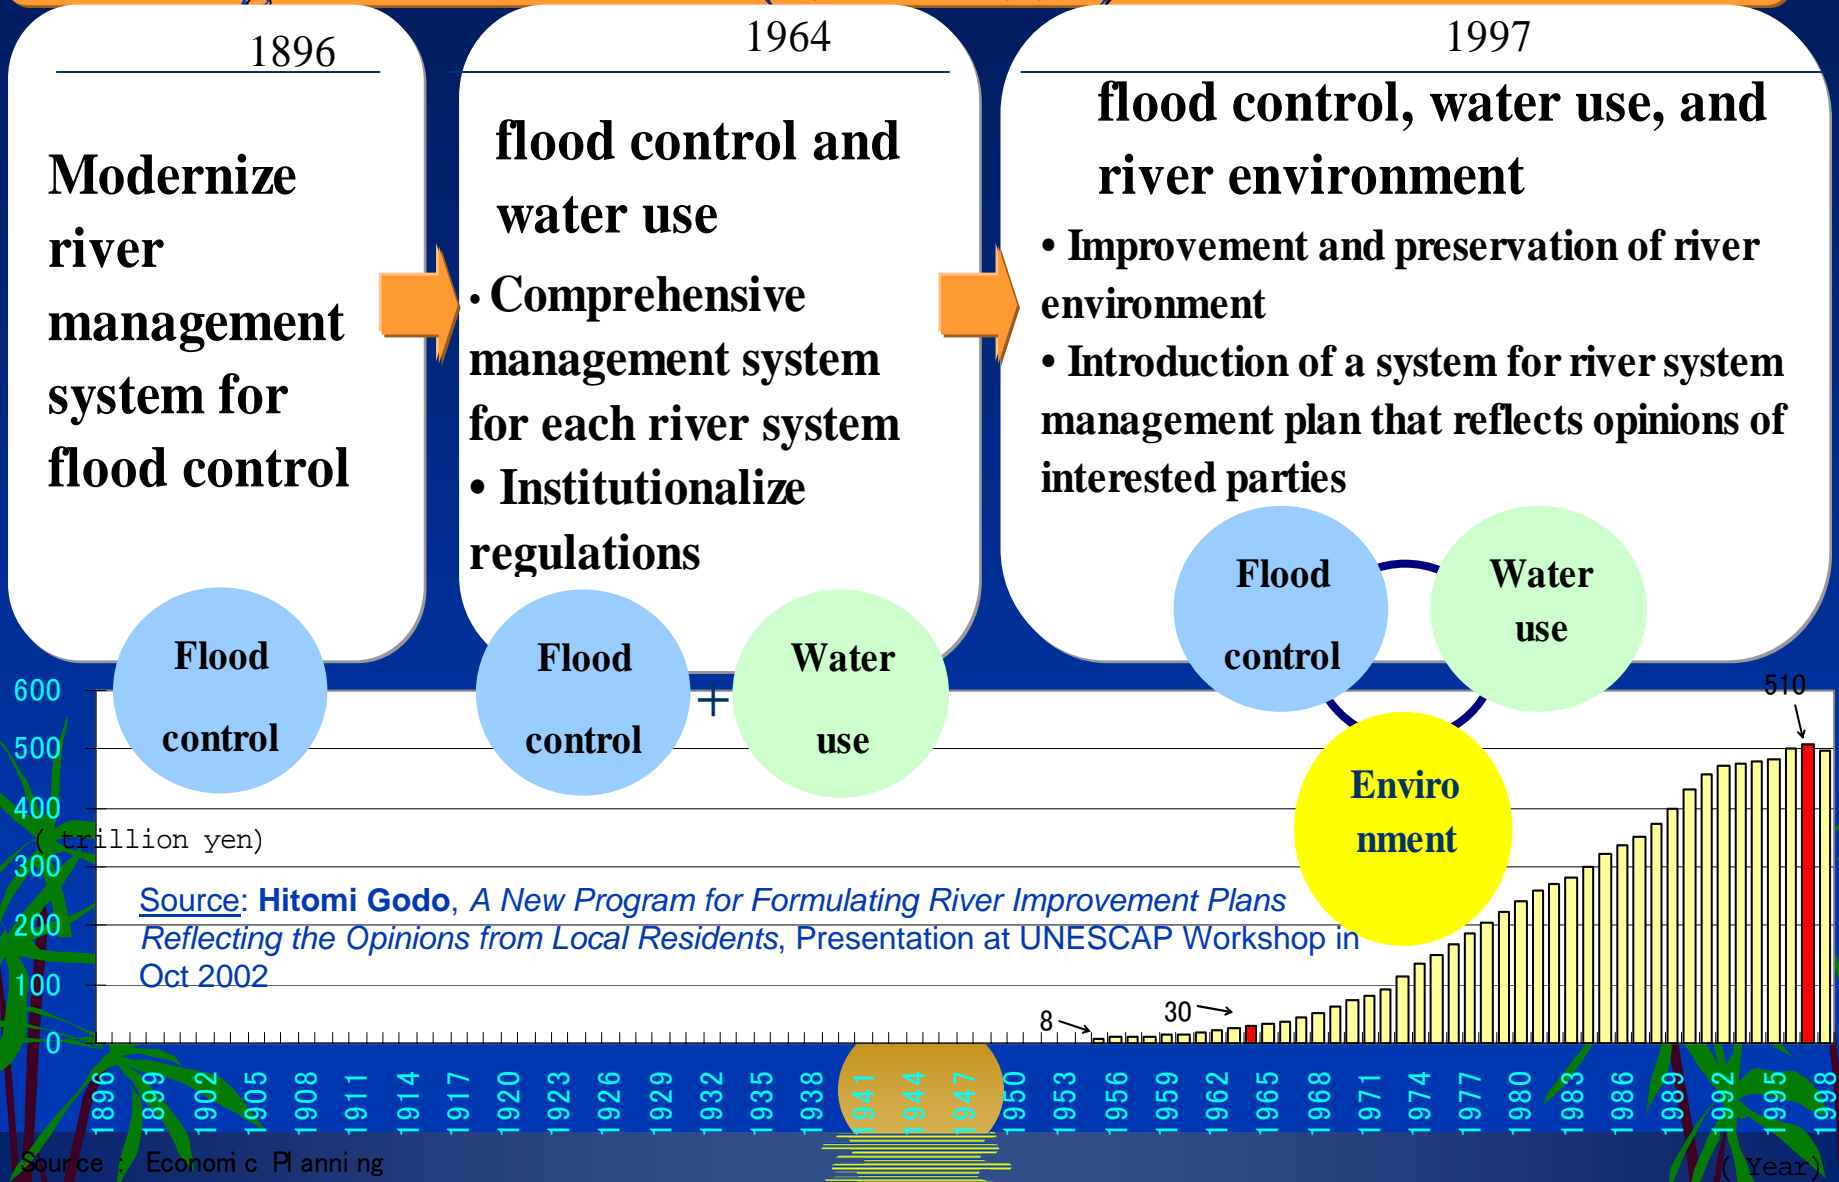 1896
Modernize
river
management
system for
flood control
Flood
control
1964
flood control and
water use
• Comprehensive
management system
for each river system
• Institutionalize
regulations
Flood
control
+
Water
use
1997
flood control, water use, and
river environment
• Improvement and preservation of river
environment
• Introduction of a system for river system
management plan that reflects opinions of
interested parties
Flood
control
Water
use
Enviro
nment
600
500
400
(trillion yen)
300
200
100
0
Source: Hitomi Godo, A New Program for Formulating River Improvement Plans
Reflecting the Opinions from Local Residents, Presentation at UNESCAP Workshop in
Oct 2002
8
30
510
1896 1899 1902 1905 1908 1911 1914 1917 1920 1923 1926 1929 1932 1935 1938 1941 1944 1947 1950 1953 1956 1959 1962 1965 1968 1971 1974 1977 1980 1983 1986 1989 1992 1995 1998
Source : Economic Planning
(Year)